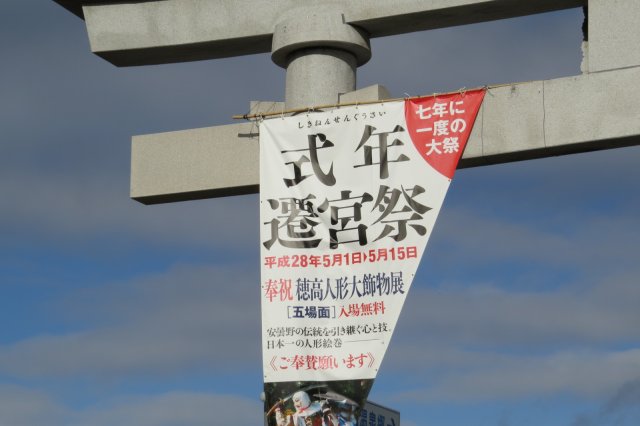 七年に
一度の
大祭
しきねんせんぐうさい
式年
遷宮祭
平成28年5月1日▶5月15日
奉祝 穂高人形大飾物展
[五場面]入場無料
安曇野の伝統を引き継ぐ心と技
日本一の人形絵巻
《ご奉賛願います》